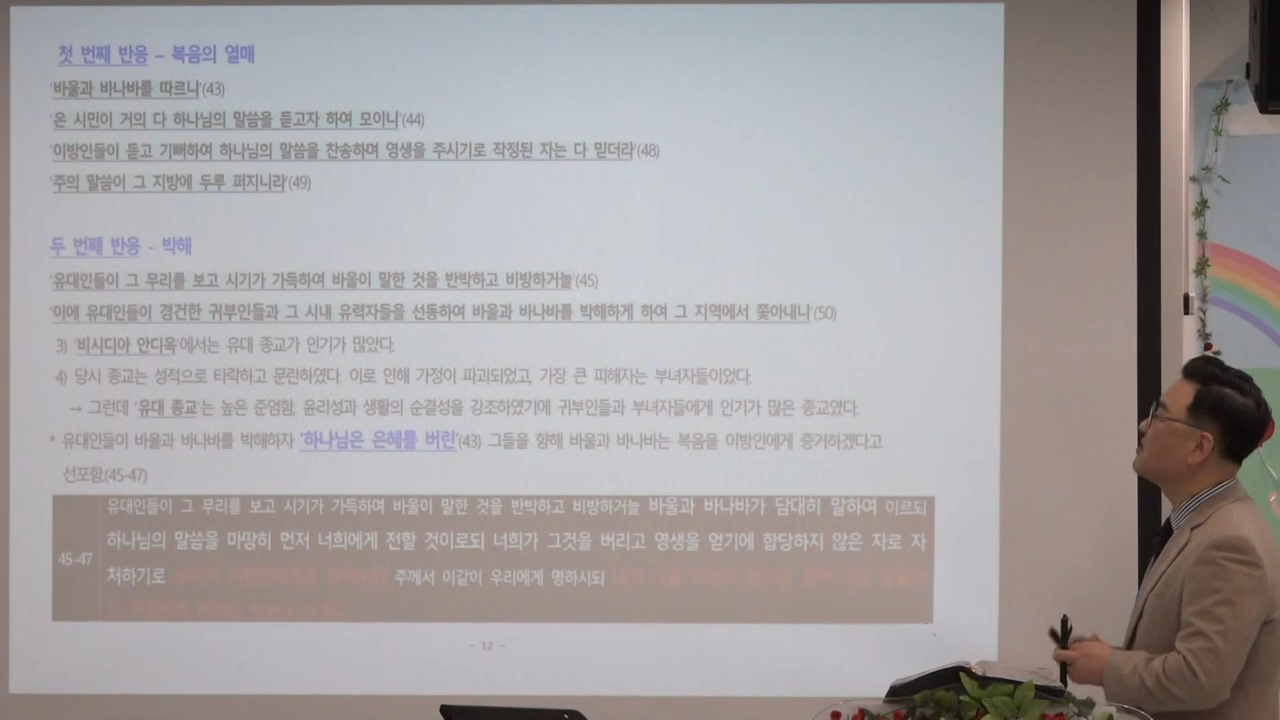 첫 번째 반응 – 복음의 열매
'바울과 바나바를 따르니'(43)
'온 시민이 거의 다 하나님의 말씀을 듣고자 하여 모이니'(44)
'이방인들이 듣고 기뻐하여 하나님의 말씀을 찬송하며 영생을 주시기로 작정된 자는 다 믿더라'(48)
'주의 말씀이 그 지방에 두루 퍼지니라'(49)
두 번째 반응 - 박해
'유대인들이 그 무리를 보고 시기가 가득하여 바울이 말한 것을 반박하고 비방하거늘'(45)
'이에 유대인들이 경건한 귀부인들과 그 시내 유력자들을 선동하여 바울과 바나바를 박해하게 하여 그 지역에서 쫓아내니'(50)
3) '비시디아 안디옥'에서는 유대 종교가 인기가 많았다.
4) 당시 종교는 성적으로 타락하고 문란하였다. 이로 인해 가정이 파괴되었고, 가장 큰 피해자는 부녀자들이었다.
→ 그런데 '유대 종교'는 높은 준엄함, 윤리성과 생활의 순결성을 강조하였기에 귀부인들과 부녀자들에게 인기가 많은 종교였다.
* 유대인들이 바울과 바나바를 박해하자 '하나님은 은혜를 버린'(43) 그들을 향해 바울과 바나바는 복음을 이방인에게 증거하겠다고
선포함(45-47)
유대인들이 그 무리를 보고 시기가 가득하여 바울이 말한 것을 반박하고 비방하거늘 바울과 바나바가 담대히 말하여 이르되
하나님의 말씀을 마땅히 먼저 너희에게 전할 것이로되 너희가 그것을 버리고 영생을 얻기에 합당하지 않은 자로 자
45-47
처하기로 주께서 이같이 우리에게 명하시되
- 12 -